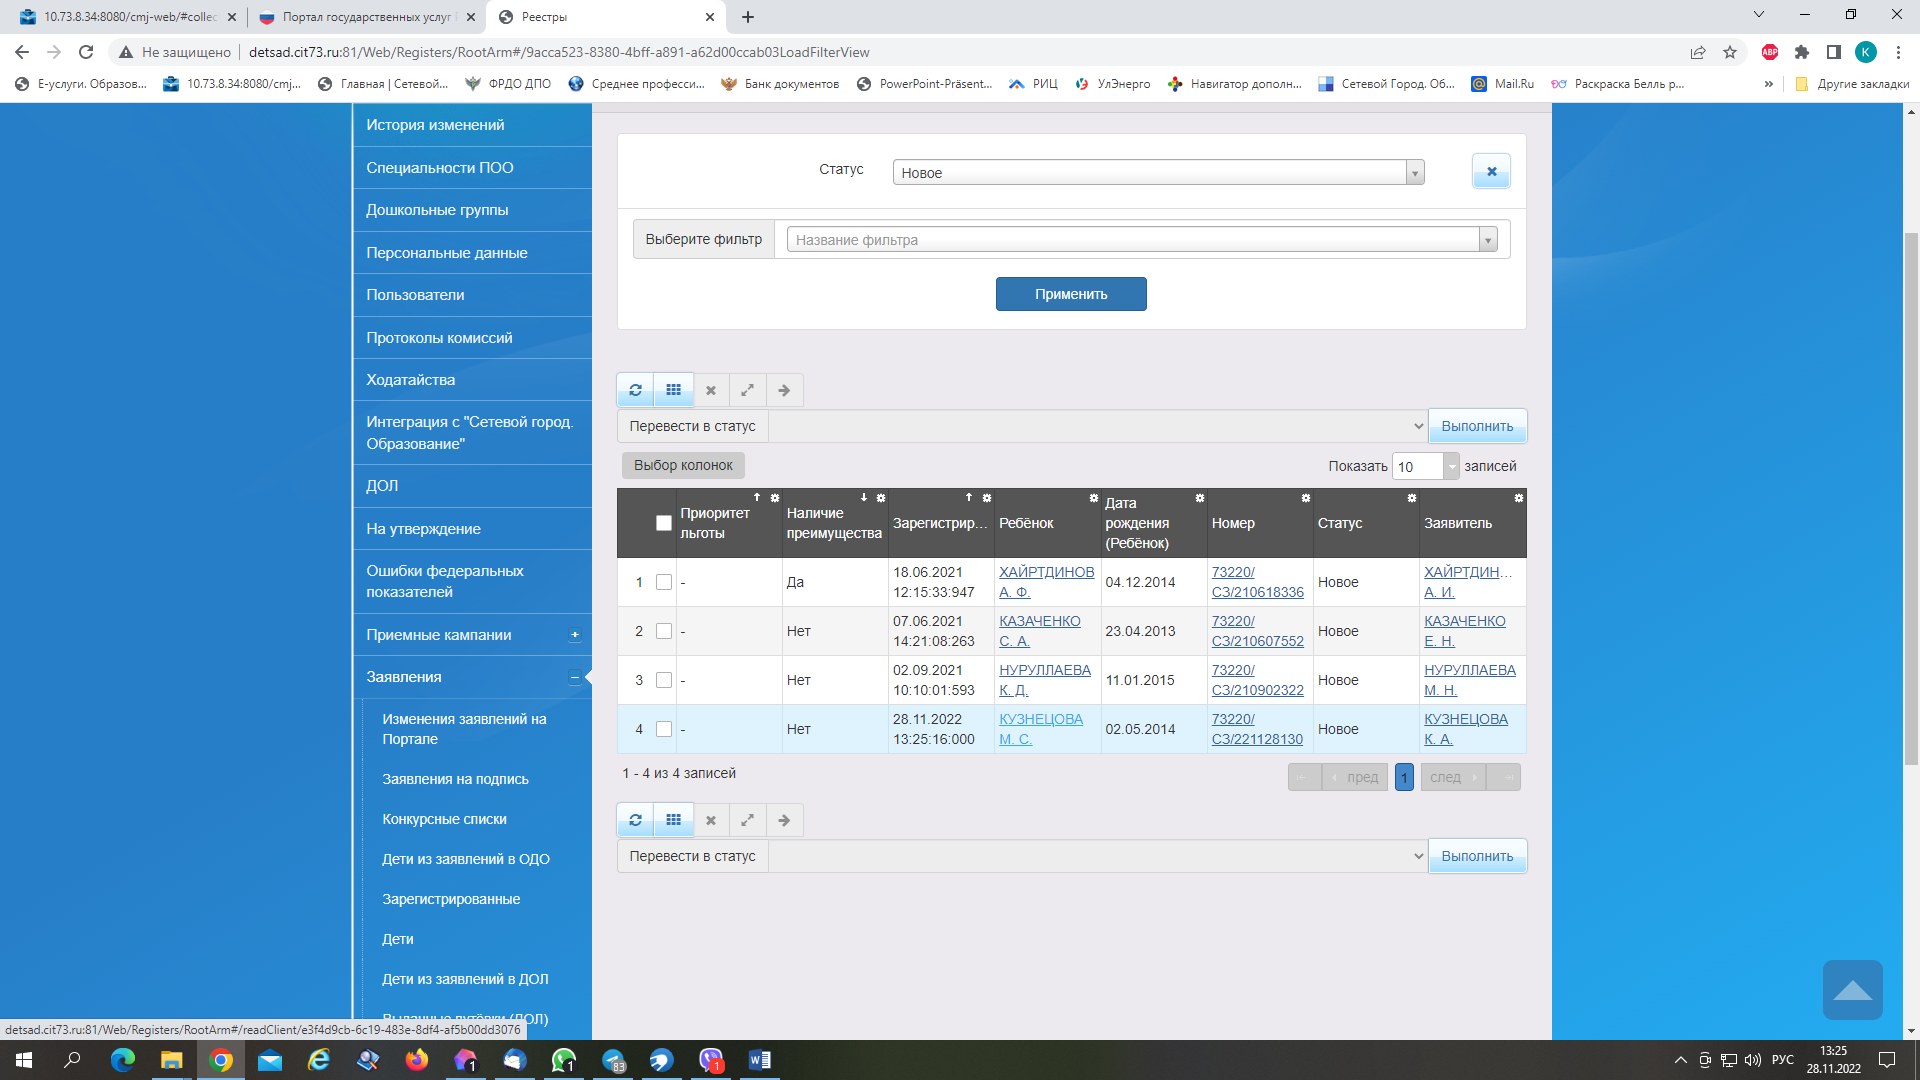 10.73.8.34:8080/cmj-web/#collec
Портал государственных услуг
Реестры
Не защищено
detsad.cit73.ru:81/Web/Registers/RootArm#/9acca523-8380-4bff-a891-a62d00ccab03LoadFilterView
ABP
K
Е-услуги. Образов...
10.73.8.34:8080/cmj...
Главная | Сетевой...
ФРДО ДПО
Среднее професси...
Банк документов
PowerPoint-Präsent...
РИЦ
УлЭнерго
Навигатор дополн...
Сетевой Город. Об...
Mail.Ru
Раскраска Белль р...
»
Другие закладки
История изменений
Специальности ПОО
Дошкольные группы
Персональные данные
Пользователи
Протоколы комиссий
Ходатайства
Интеграция с "Сетевой город.
Образование"
ДОЛ
На утверждение
Ошибки федеральных
показателей
Приемные кампании
Заявления
Изменения заявлений на
Портале
Заявления на подпись
Конкурсные списки
Дети из заявлений в ОДО
Зарегистрированные
Дети
Дети из заявлений в ДОЛ
Выданные путёвки (ДОЛ)
Статус
Новое
Выберите фильтр
Название фильтра
Применить
Перевести в статус
Выполнить
Выбор колонок
Показать 10 записей
Приоритет
льготы
Наличие
преимущества
Зарегистрир...
Ребёнок
Дата
рождения
(Ребёнок)
Номер
Статус
Заявитель
1 - Да 18.06.2021 12:15:33:947 ХАЙРТДИНОВ А. Ф. 04.12.2014 73220/ СЗ/210618336 Новое ХАЙРТДИН... А. И.
2 - Нет 07.06.2021 14:21:08:263 КАЗАЧЕНКО С. А. 23.04.2013 73220/ СЗ/210607552 Новое КАЗАЧЕНКО Е. Н.
3 - Нет 02.09.2021 10:10:01:593 НУРУЛЛАЕВА К. Д. 11.01.2015 73220/ СЗ/210902322 Новое НУРУЛЛАЕВА М. Н.
4 - Нет 28.11.2022 13:25:16:000 КУЗНЕЦОВА М. С. 02.05.2014 73220/ СЗ/221128130 Новое КУЗНЕЦОВА К. А.
1 - 4 из 4 записей
пред 1 след
Перевести в статус
Выполнить
detsad.cit73.ru:81/Web/Registers/RootArm#/readClient/e3f4d9cb-6c19-483e-8df4-af5b00dd3076
1
1
83
1
РУС
13:25
28.11.2022